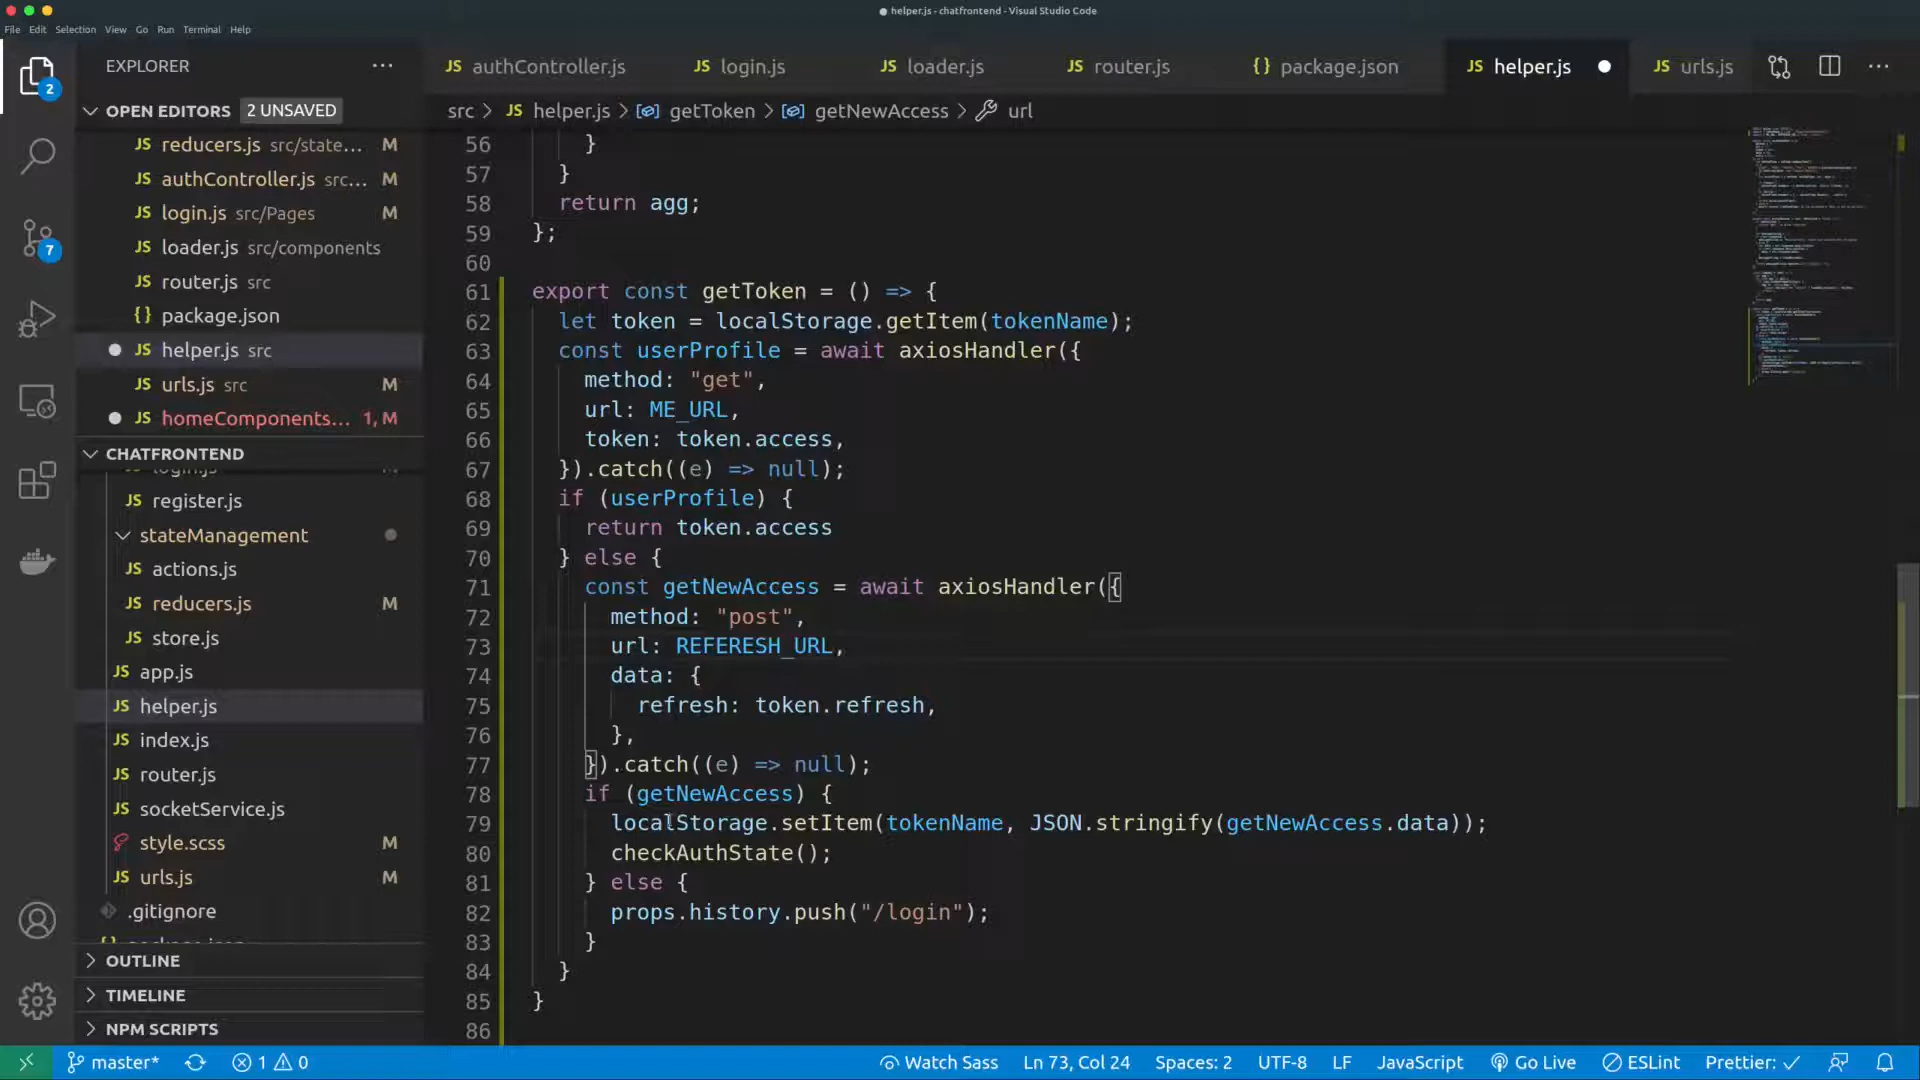 ● helper.js - chatfrontend - Visual Studio Code
File Edit Selection View Go Run Terminal Help
EXPLORER ...
OPEN EDITORS 2 UNSAVED
JS reducers.js src/state... M
JS authController.js src... M
JS login.js src/Pages M
JS loader.js src/components
JS router.js src
{} package.json
● JS helper.js src
JS urls.js src M
● JS homeComponents... 1, M
CHATFRONTEND
login.js
JS register.js
stateManagement
JS actions.js
JS reducers.js M
JS store.js
JS app.js
JS helper.js
JS index.js
JS router.js
JS socketService.js
style.scss M
JS urls.js M
.gitignore
OUTLINE
TIMELINE
NPM SCRIPTS
2
7
JS authController.js JS login.js JS loader.js JS router.js {} package.json JS helper.js ● JS urls.js ...
src > JS helper.js > getToken > getNewAccess > url
56 }
57 }
58 return agg;
59 };
60
61 export const getToken = () => {
62 let token = localStorage.getItem(tokenName);
63 const userProfile = await axiosHandler({
64 method: "get",
65 url: ME_URL,
66 token: token.access,
67 }).catch((e) => null);
68 if (userProfile) {
69 return token.access
70 } else {
71 const getNewAccess = await axiosHandler({
72 method: "post",
73 url: REFERESH_URL,
74 data: {
75 refresh: token.refresh,
76 },
77 }).catch((e) => null);
78 if (getNewAccess) {
79 localStorage.setItem(tokenName, JSON.stringify(getNewAccess.data));
80 checkAuthState();
81 } else {
82 props.history.push("/login");
83 }
84 }
85 }
86
master* 1 0 Watch Sass Ln 73, Col 24 Spaces: 2 UTF-8 LF JavaScript Go Live ESLint Prettier: ✓